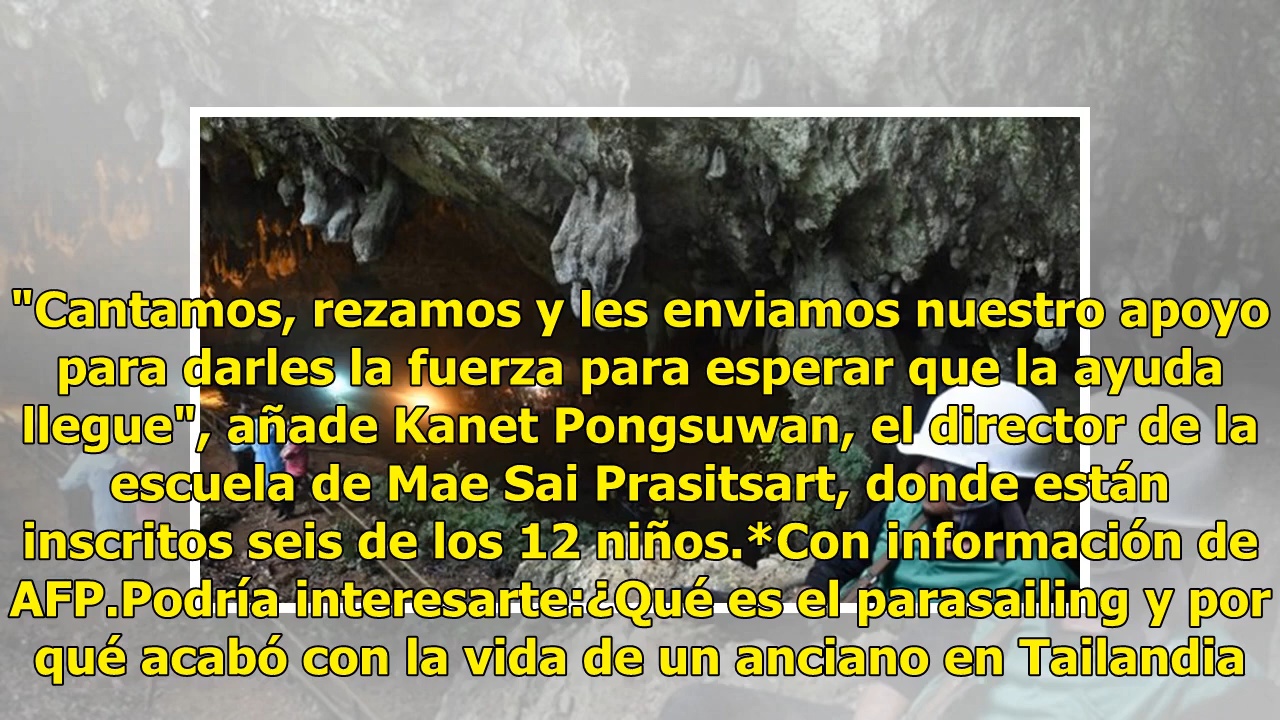 "Cantamos, rezamos y les enviamos nuestro apoyo
para darles la fuerza para esperar que la ayuda
llegue", añade Kanet Pongsuwan, el director de la
escuela de Mae Sai Prasitsart, donde están
inscritos seis de los 12 niños.*Con información de
AFP.Podría interesarte:¿Qué es el parasailing y por
qué acabó con la vida de un anciano en Tailandia